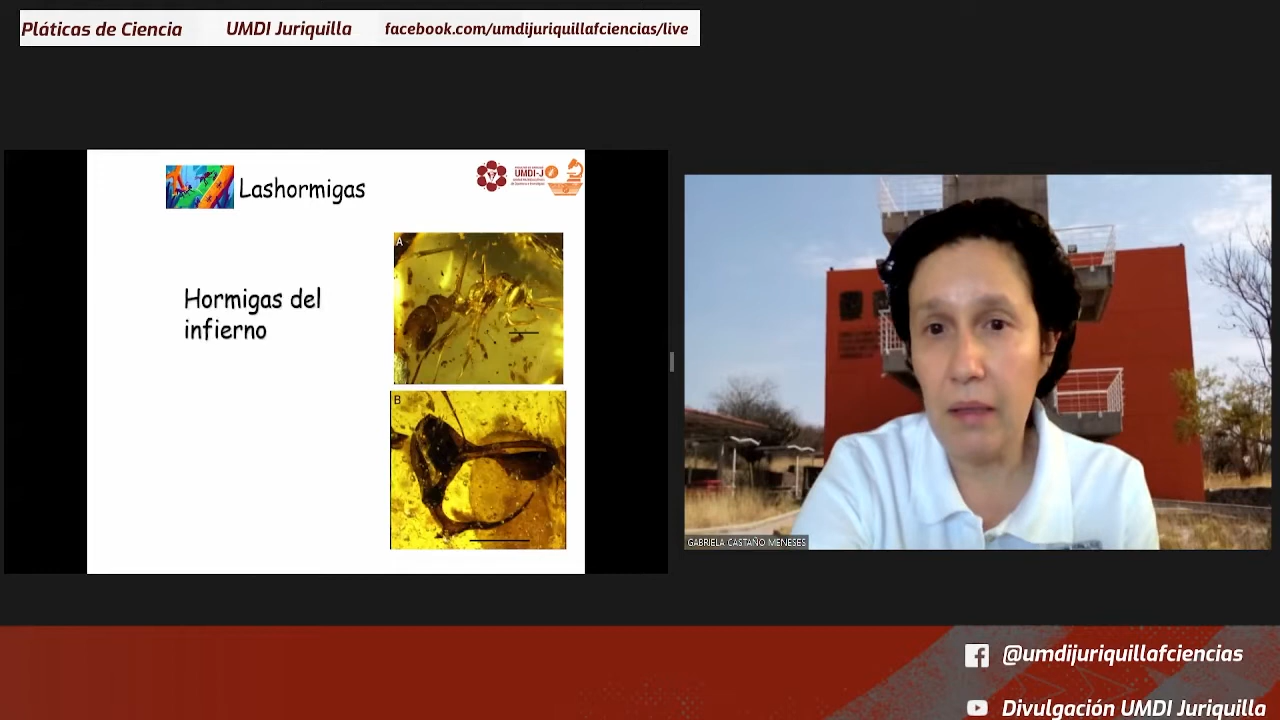 Pláticas de Ciencia UMDI Juriquilla facebook.com/umdijuriquillafciencias/live
Lashormigas
UMDI-J
Hormigas del
infierno
A
B
GABRIELA CASTAÑO MENESES
@umdijuriquillafciencias
Divulgación UMDI Juriquilla